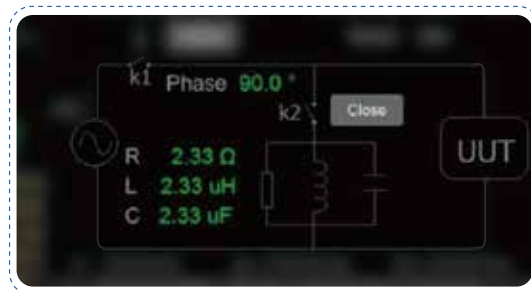 k1 Phase 90.0 °
k2 Close
UUT
R 2.33 Ω
L 2.33 uH
C 2.33 uF